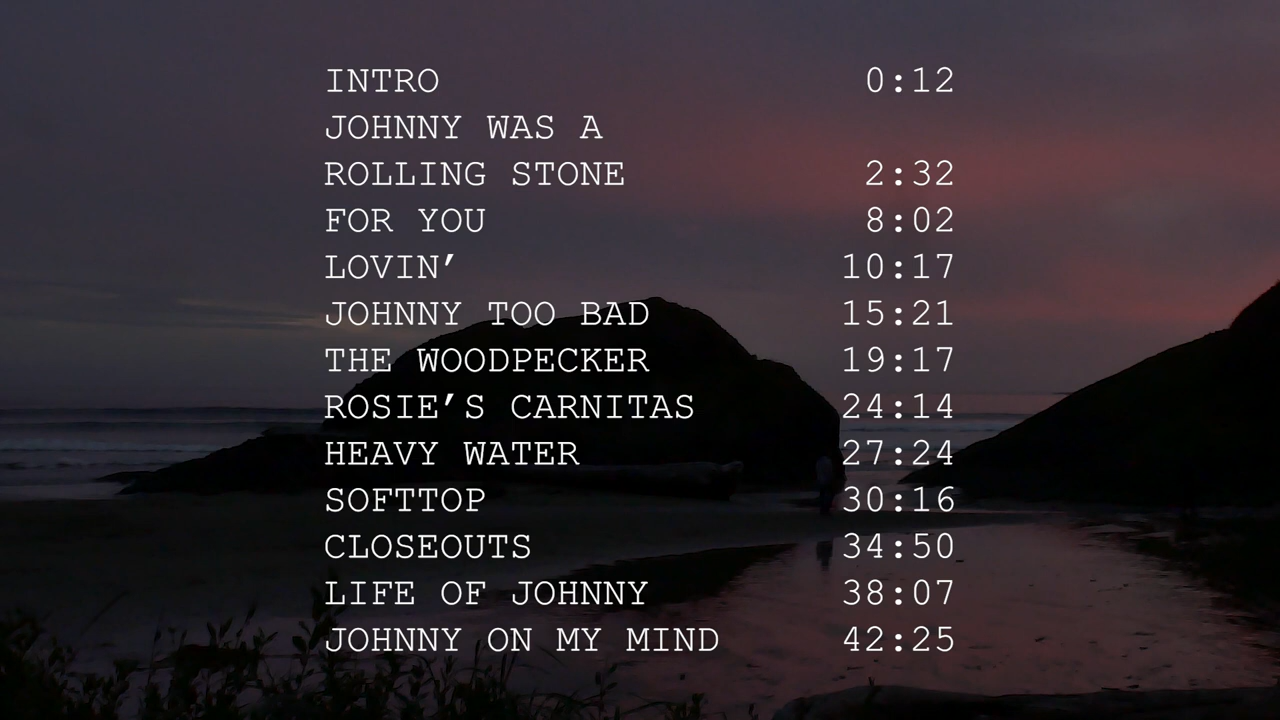 INTRO 0:12
JOHNNY WAS A
ROLLING STONE 2:32
FOR YOU 8:02
LOVIN’ 10:17
JOHNNY TOO BAD 15:21
THE WOODPECKER 19:17
ROSIE’S CARNITAS 24:14
HEAVY WATER 27:24
SOFTTOP 30:16
CLOSEOUTS 34:50
LIFE OF JOHNNY 38:07
JOHNNY ON MY MIND 42:25